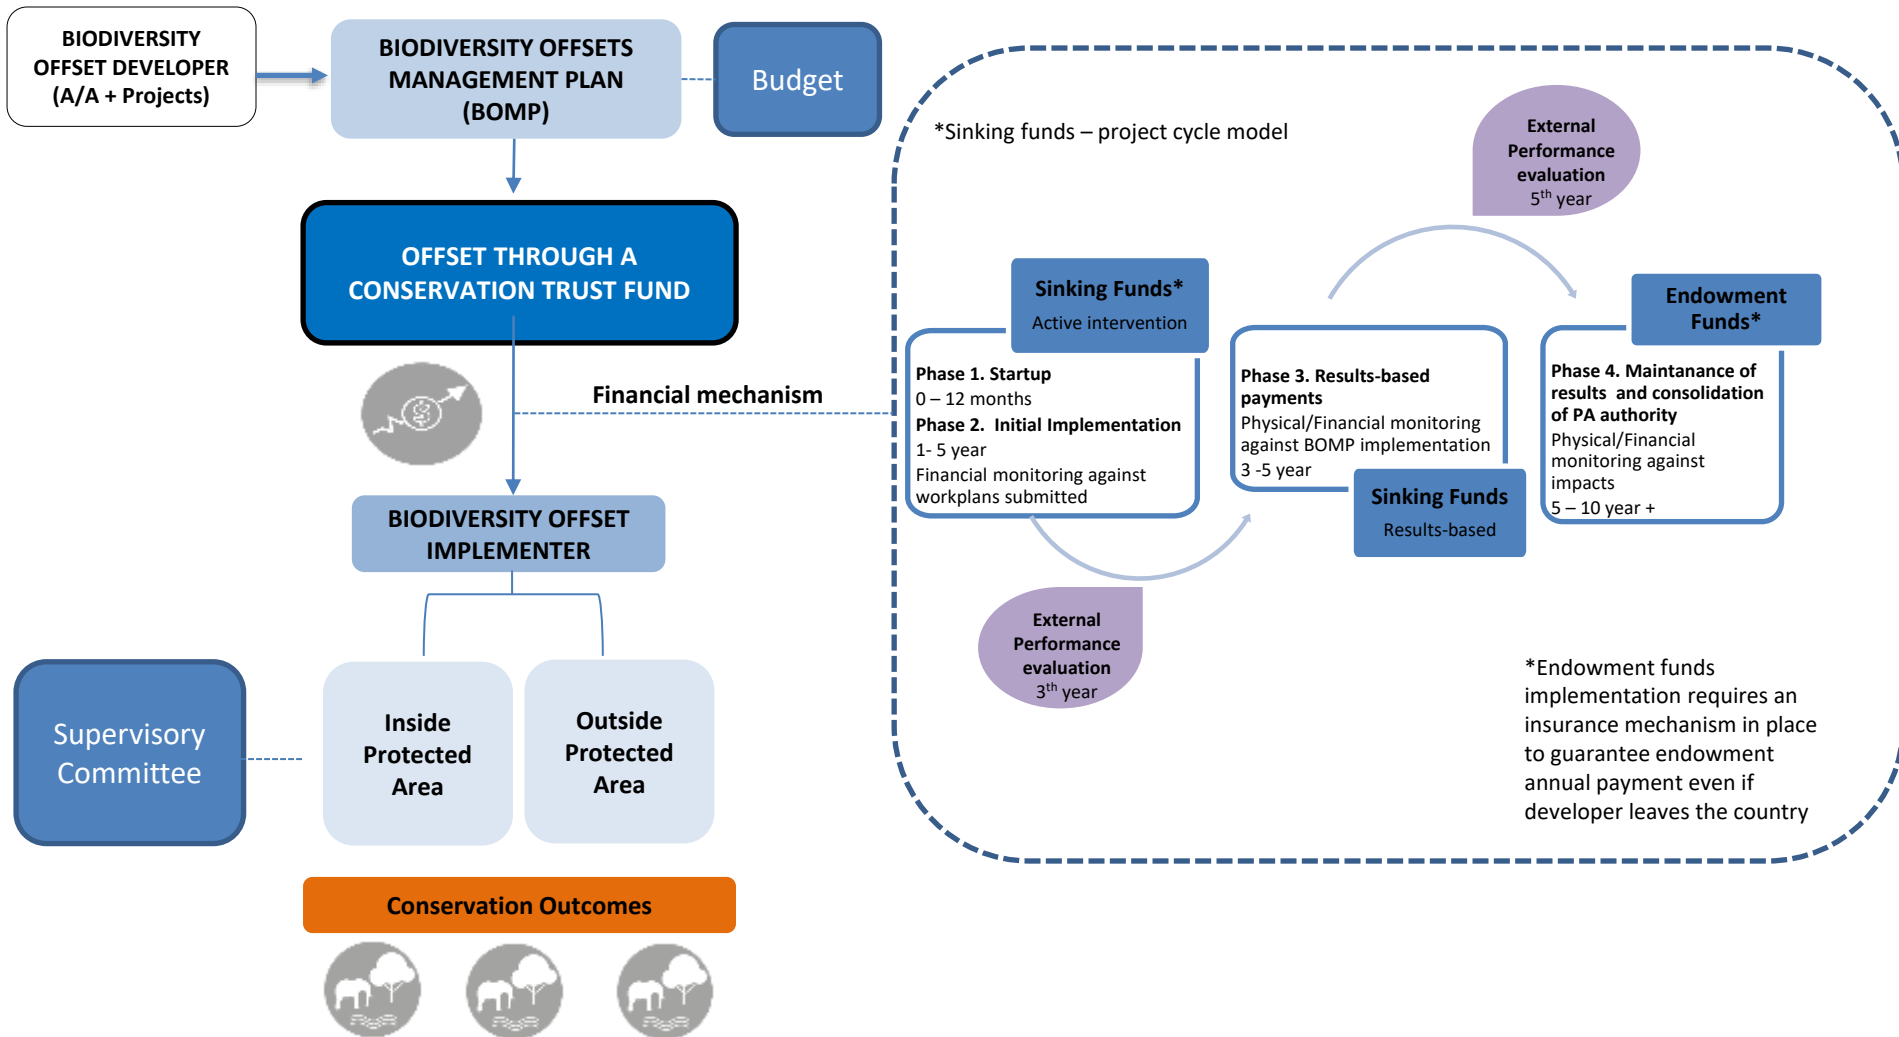 BIODIVERSITY
OFFSET DEVELOPER
(A/A + Projects)
BIODIVERSITY OFFSETS
MANAGEMENT PLAN
(BOMP)
Budget
OFFSET THROUGH A
CONSERVATION TRUST FUND
Financial mechanism
BIODIVERSITY OFFSET
IMPLEMENTER
Supervisory
Committee
Inside
Protected
Area
Outside
Protected
Area
Conservation Outcomes
*Sinking funds – project cycle model
External
Performance
evaluation
5th year
Sinking Funds*
Active intervention
Phase 1. Startup
0 – 12 months
Phase 2.  Initial Implementation
1- 5 year
Financial monitoring against
workplans submitted
Phase 3. Results-based
payments
Physical/Financial monitoring
against BOMP implementation
3 -5 year
Sinking Funds
Results-based
Endowment
Funds*
Phase 4. Maintanance of
results  and consolidation
of PA authority
Physical/Financial
monitoring against
impacts
5 – 10 year +
External
Performance
evaluation
3th year
*Endowment funds
implementation requires an
insurance mechanism in place
to guarantee endowment
annual payment even if
developer leaves the country